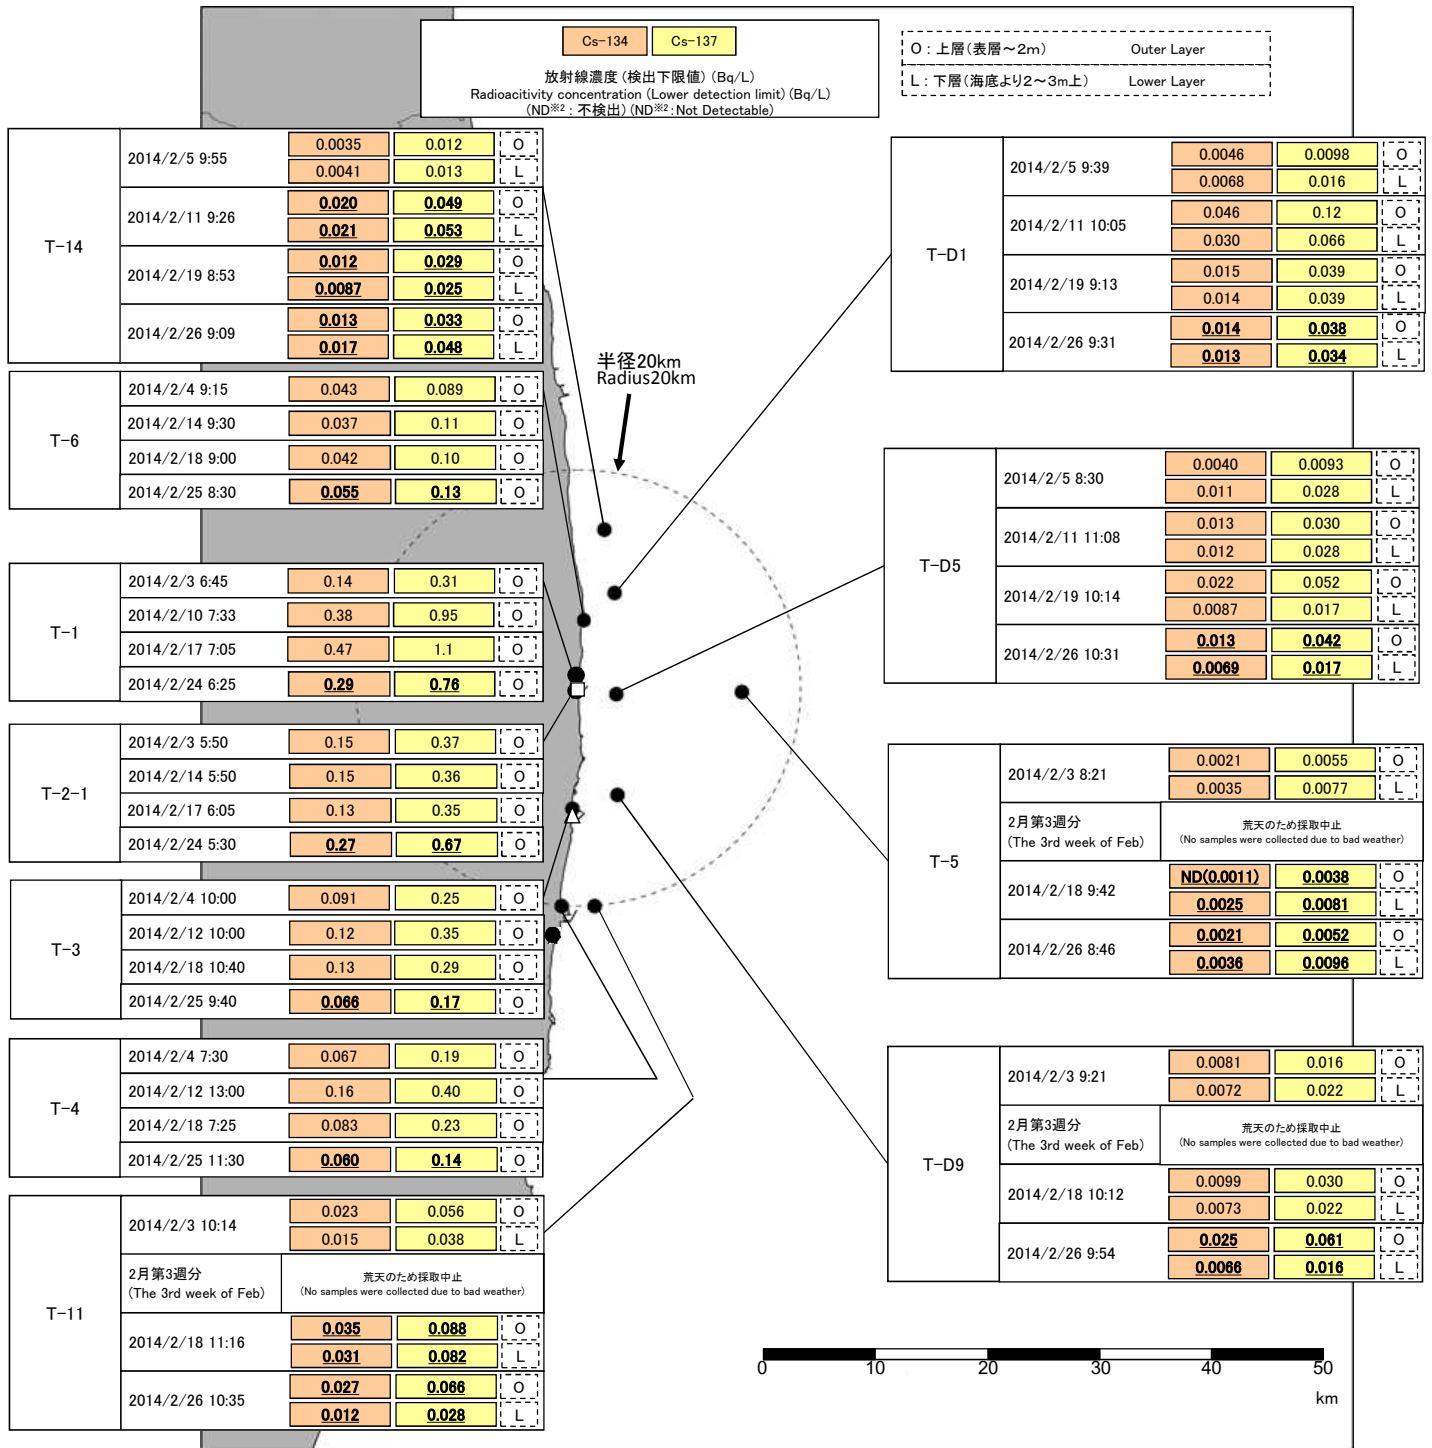 Cs-134 Cs-137
放射線濃度 (検出下限値) (Bq/L)
Radioacitivity concentration (Lower detection limit) (Bq/L)
(ND※2 : 不検出) (ND※2 : Not Detectable)
O : 上層(表層～2m) Outer Layer
L : 下層(海底より2～3m上) Lower Layer
T-14
2014/2/5 9:55 0.0035 0.012 O
0.0041 0.013 L
2014/2/11 9:26 0.020 0.049 O
0.021 0.053 L
2014/2/19 8:53 0.012 0.029 O
0.0087 0.025 L
2014/2/26 9:09 0.013 0.033 O
0.017 0.048 L
T-6
2014/2/4 9:15 0.043 0.089 O
2014/2/14 9:30 0.037 0.11 O
2014/2/18 9:00 0.042 0.10 O
2014/2/25 8:30 0.055 0.13 O
T-1
2014/2/3 6:45 0.14 0.31 O
2014/2/10 7:33 0.38 0.95 O
2014/2/17 7:05 0.47 1.1 O
2014/2/24 6:25 0.29 0.76 O
T-2-1
2014/2/3 5:50 0.15 0.37 O
2014/2/14 5:50 0.15 0.36 O
2014/2/17 6:05 0.13 0.35 O
2014/2/24 5:30 0.27 0.67 O
T-3
2014/2/4 10:00 0.091 0.25 O
2014/2/12 10:00 0.12 0.35 O
2014/2/18 10:40 0.13 0.29 O
2014/2/25 9:40 0.066 0.17 O
T-4
2014/2/4 7:30 0.067 0.19 O
2014/2/12 13:00 0.16 0.40 O
2014/2/18 7:25 0.083 0.23 O
2014/2/25 11:30 0.060 0.14 O
T-11
2014/2/3 10:14 0.023 0.056 O
0.015 0.038 L
2月第3週分
(The 3rd week of Feb)
荒天のため採取中止
(No samples were collected due to bad weather)
2014/2/18 11:16 0.035 0.088 O
0.031 0.082 L
2014/2/26 10:35 0.027 0.066 O
0.012 0.028 L
半径20km
Radius20km
T-D1
2014/2/5 9:39 0.0046 0.0098 O
0.0068 0.016 L
2014/2/11 10:05 0.046 0.12 O
0.030 0.066 L
2014/2/19 9:13 0.015 0.039 O
0.014 0.039 L
2014/2/26 9:31 0.014 0.038 O
0.013 0.034 L
T-D5
2014/2/5 8:30 0.0040 0.0093 O
0.011 0.028 L
2014/2/11 11:08 0.013 0.030 O
0.012 0.028 L
2014/2/19 10:14 0.022 0.052 O
0.0087 0.017 L
2014/2/26 10:31 0.013 0.042 O
0.0069 0.017 L
T-5
2014/2/3 8:21 0.0021 0.0055 O
0.0035 0.0077 L
2月第3週分
(The 3rd week of Feb)
荒天のため採取中止
(No samples were collected due to bad weather)
2014/2/18 9:42 ND(0.0011) 0.0038 O
0.0025 0.0081 L
2014/2/26 8:46 0.0021 0.0052 O
0.0036 0.0096 L
T-D9
2014/2/3 9:21 0.0081 0.016 O
0.0072 0.022 L
2月第3週分
(The 3rd week of Feb)
荒天のため採取中止
(No samples were collected due to bad weather)
2014/2/18 10:12 0.0099 0.030 O
0.0073 0.022 L
2014/2/26 9:54 0.025 0.061 O
0.0066 0.016 L
0 10 20 30 40 50
km